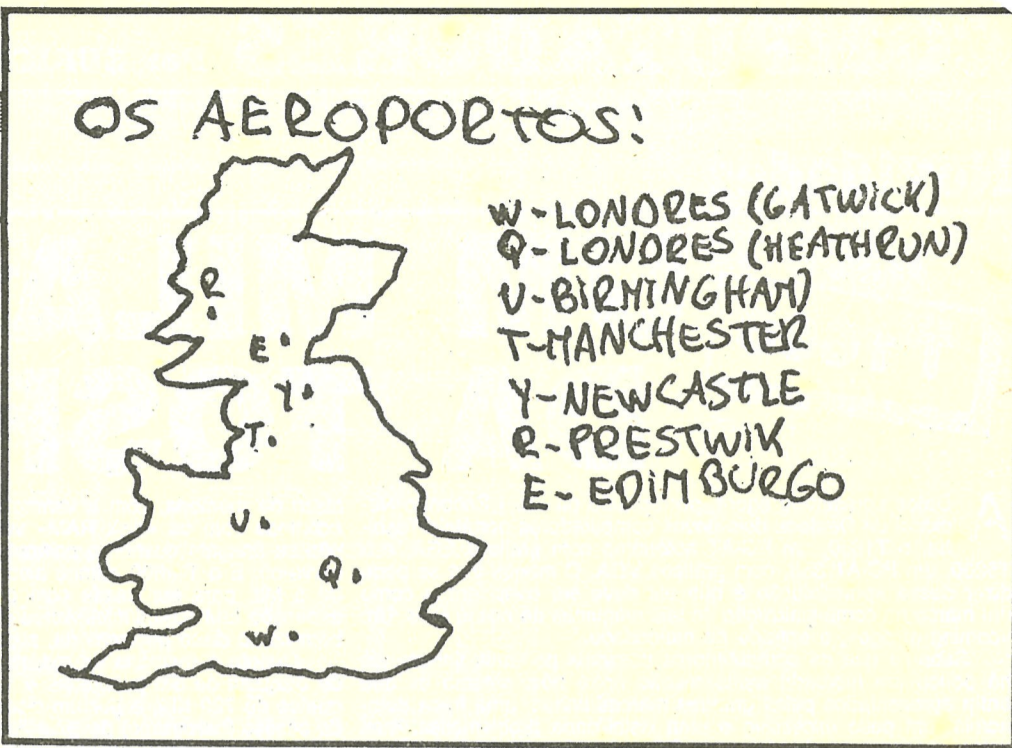 OS AEROPORTOS:
W-LONDRES (GATWICK)
Q-LONDRES (HEATHRUN)
U-BIRMINGHAM)
T-MANCHESTER
Y-NEWCASTLE
R-PRESTWIK
E-EDIMBURGO
R
E
Y
T
U
Q
W